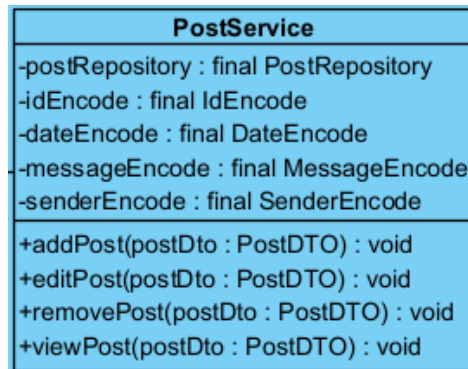 PostService
-postRepository : final PostRepository
-idEncode : final IdEncode
-dateEncode : final DateEncode
-messageEncode : final MessageEncode
-senderEncode : final SenderEncode
+addPost(postDto : PostDTO) : void
+editPost(postDto : PostDTO) : void
+removePost(postDto : PostDTO) : void
+viewPost(postDto : PostDTO) : void